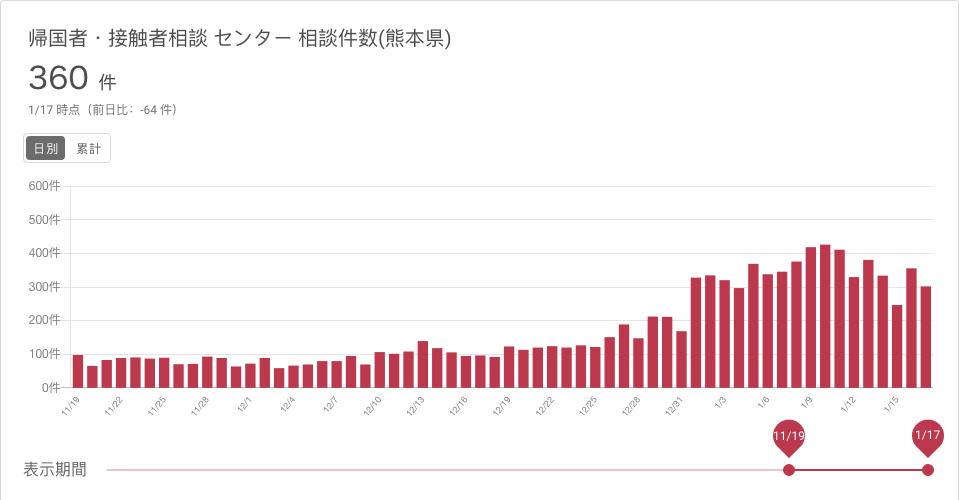 帰国者・接触者相談 センター 相談件数(熊本県)
360 件
1/17 時点（前日比：-64 件）
日別 累計
600件
500件
400件
300件
200件
100件
0件
11/19 11/22 11/25 11/28 12/1 12/4 12/7 12/10 12/13 12/16 12/19 12/22 12/25 12/28 12/31 1/3 1/6 1/9 1/12 1/15
11/19 1/17
表示期間